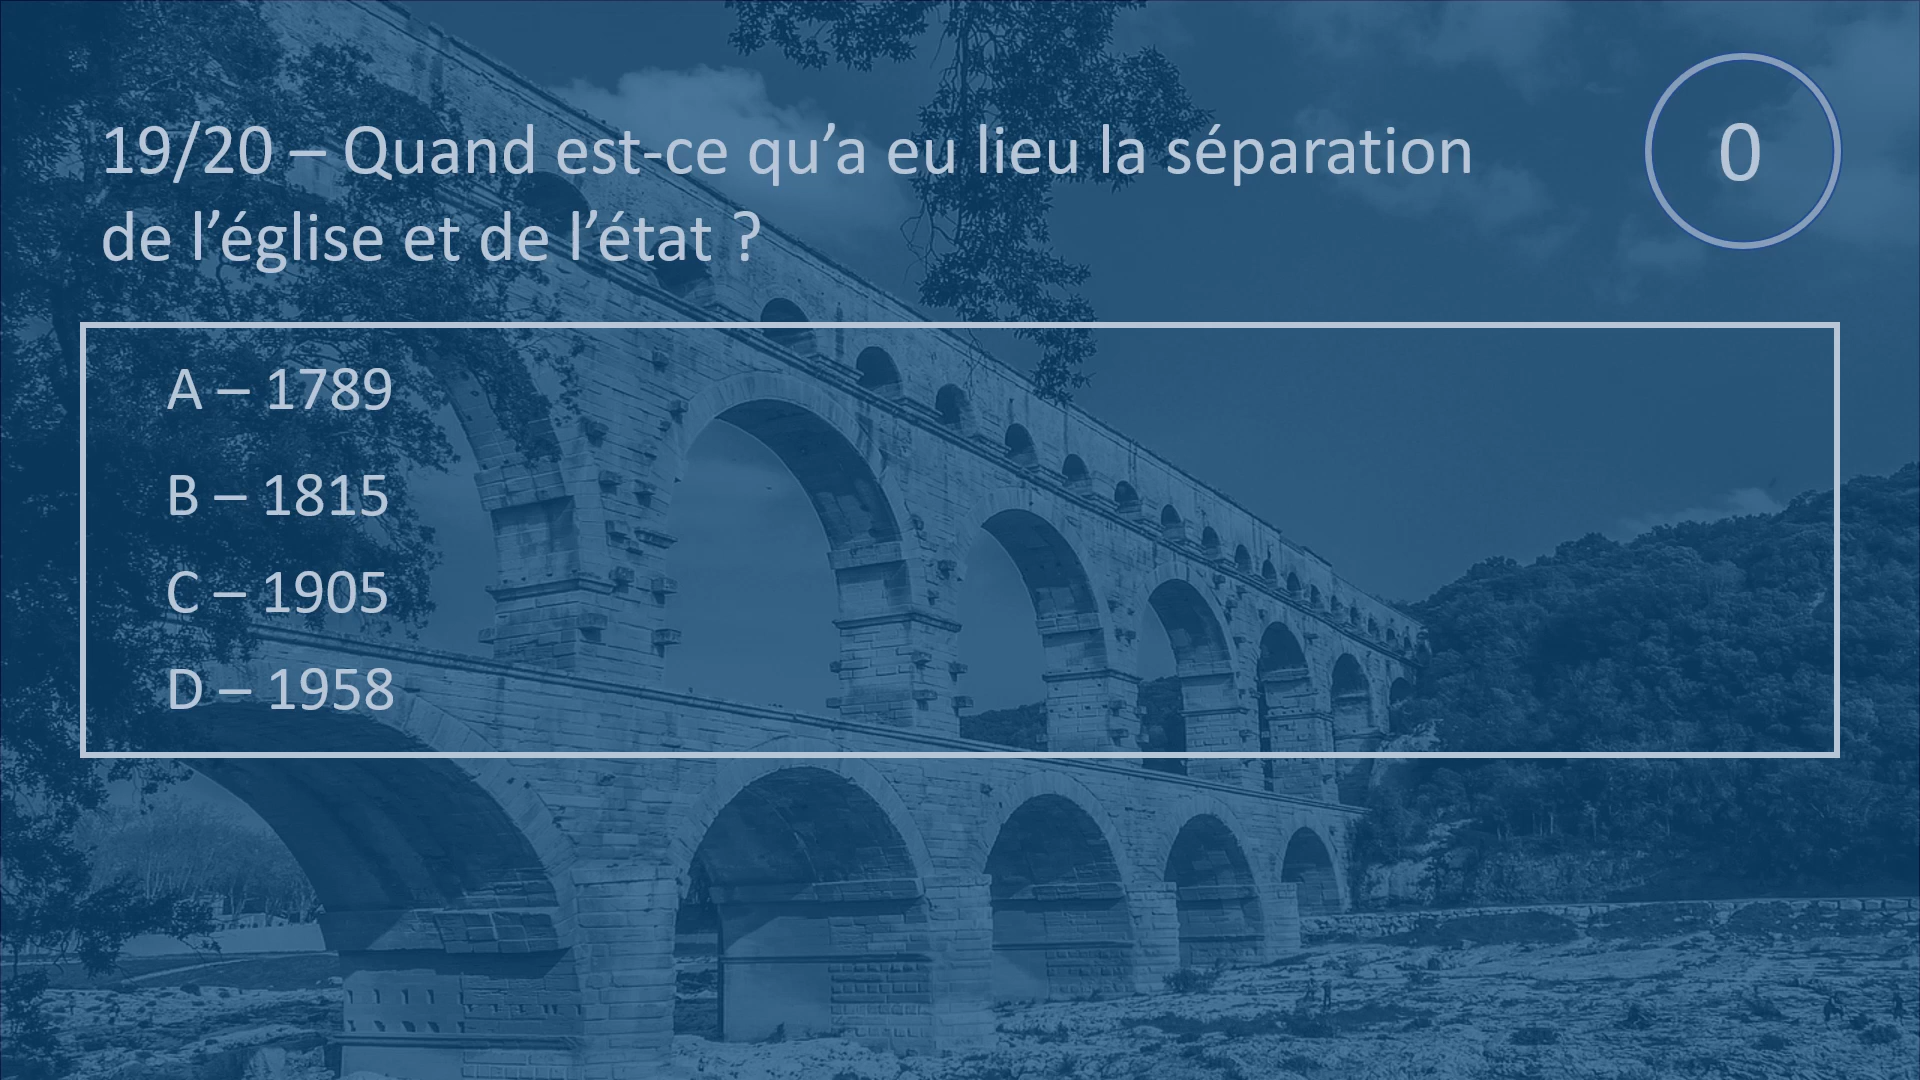 19/20 – Quand est-ce qu’a eu lieu la séparation
de l’église et de l’état ?
0
A – 1789
B – 1815
C – 1905
D – 1958